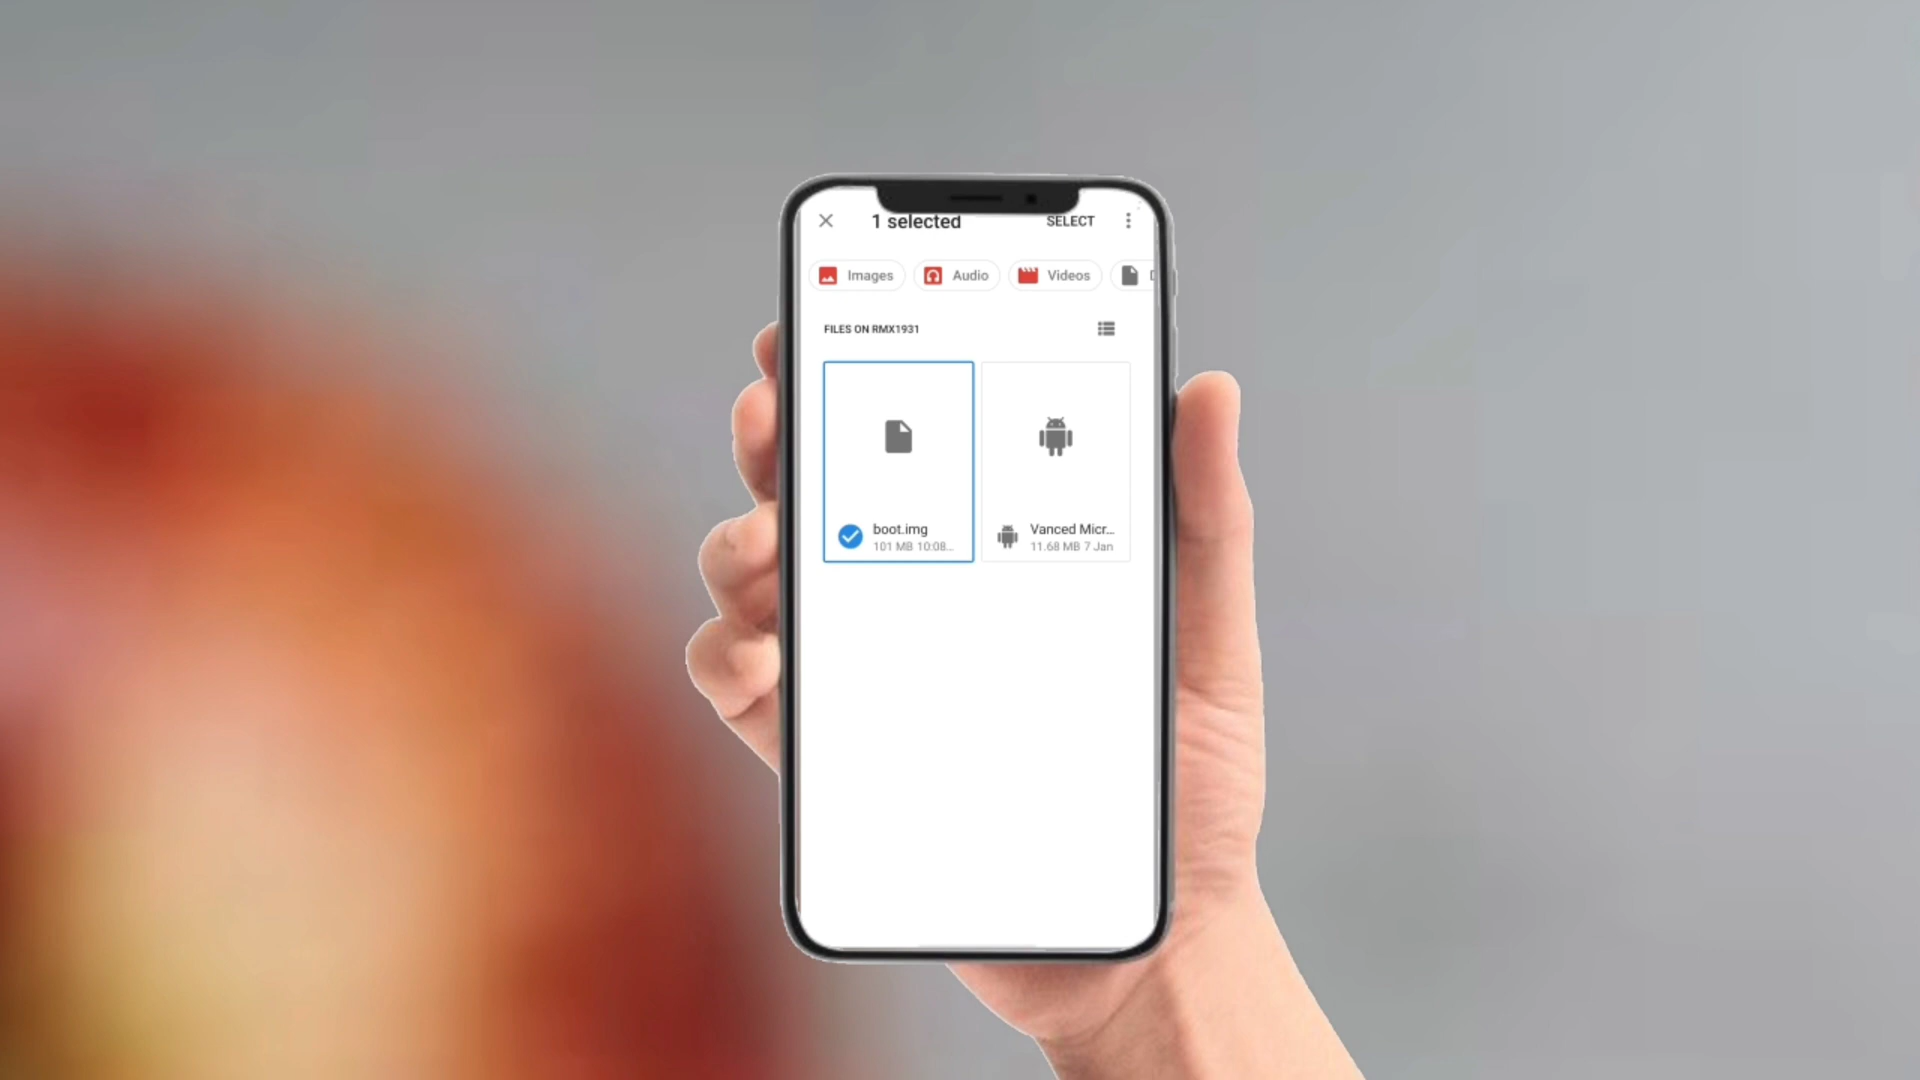 1 selected SELECT
Images Audio Videos
FILES ON RMX1931
boot.img
101 MB 10:08...
Vanced Micr...
11.68 MB 7 Jan